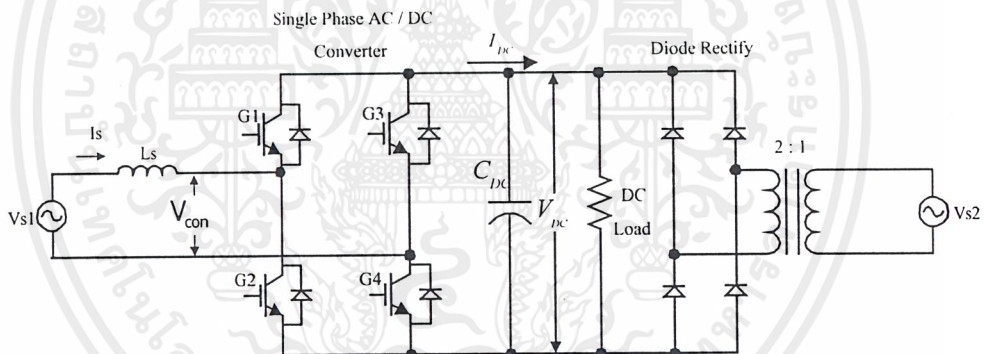 Single Phase AC / DC
Converter
I_DC
Diode Rectify
G1
G3
2 : 1
Is
Ls
C_DC
V_DC
DC
Load
Vs1
V_con
Vs2
G2
G4